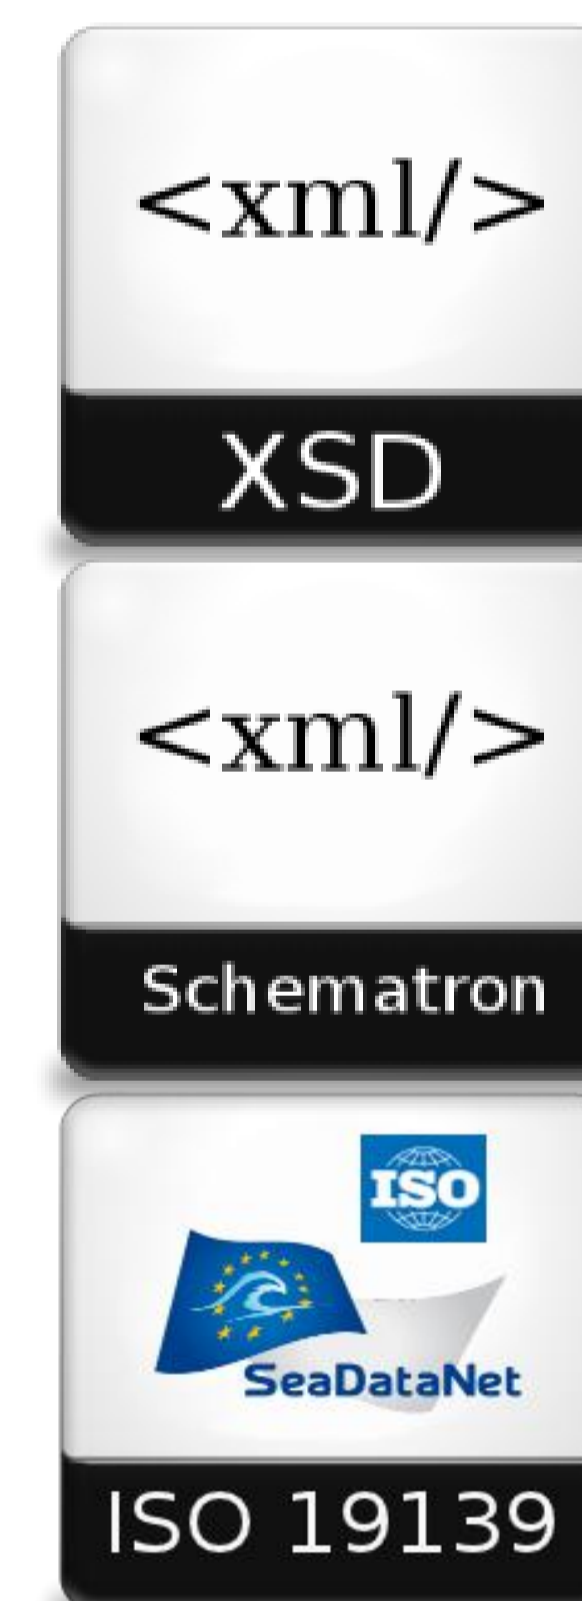 <xml/>
XSD
<xml/>
Schematron
ISO
SeaDataNet
ISO 19139